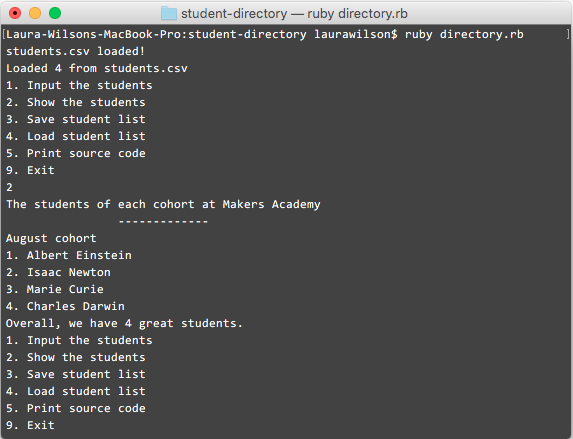 student-directory — ruby directory.rb
[Laura-Wilsons-MacBook-Pro:student-directory laurawilson$ ruby directory.rb ]
students.csv loaded!
Loaded 4 from students.csv
1. Input the students
2. Show the students
3. Save student list
4. Load student list
5. Print source code
9. Exit
2
The students of each cohort at Makers Academy
-------------
August cohort
1. Albert Einstein
2. Isaac Newton
3. Marie Curie
4. Charles Darwin
Overall, we have 4 great students.
1. Input the students
2. Show the students
3. Save student list
4. Load student list
5. Print source code
9. Exit